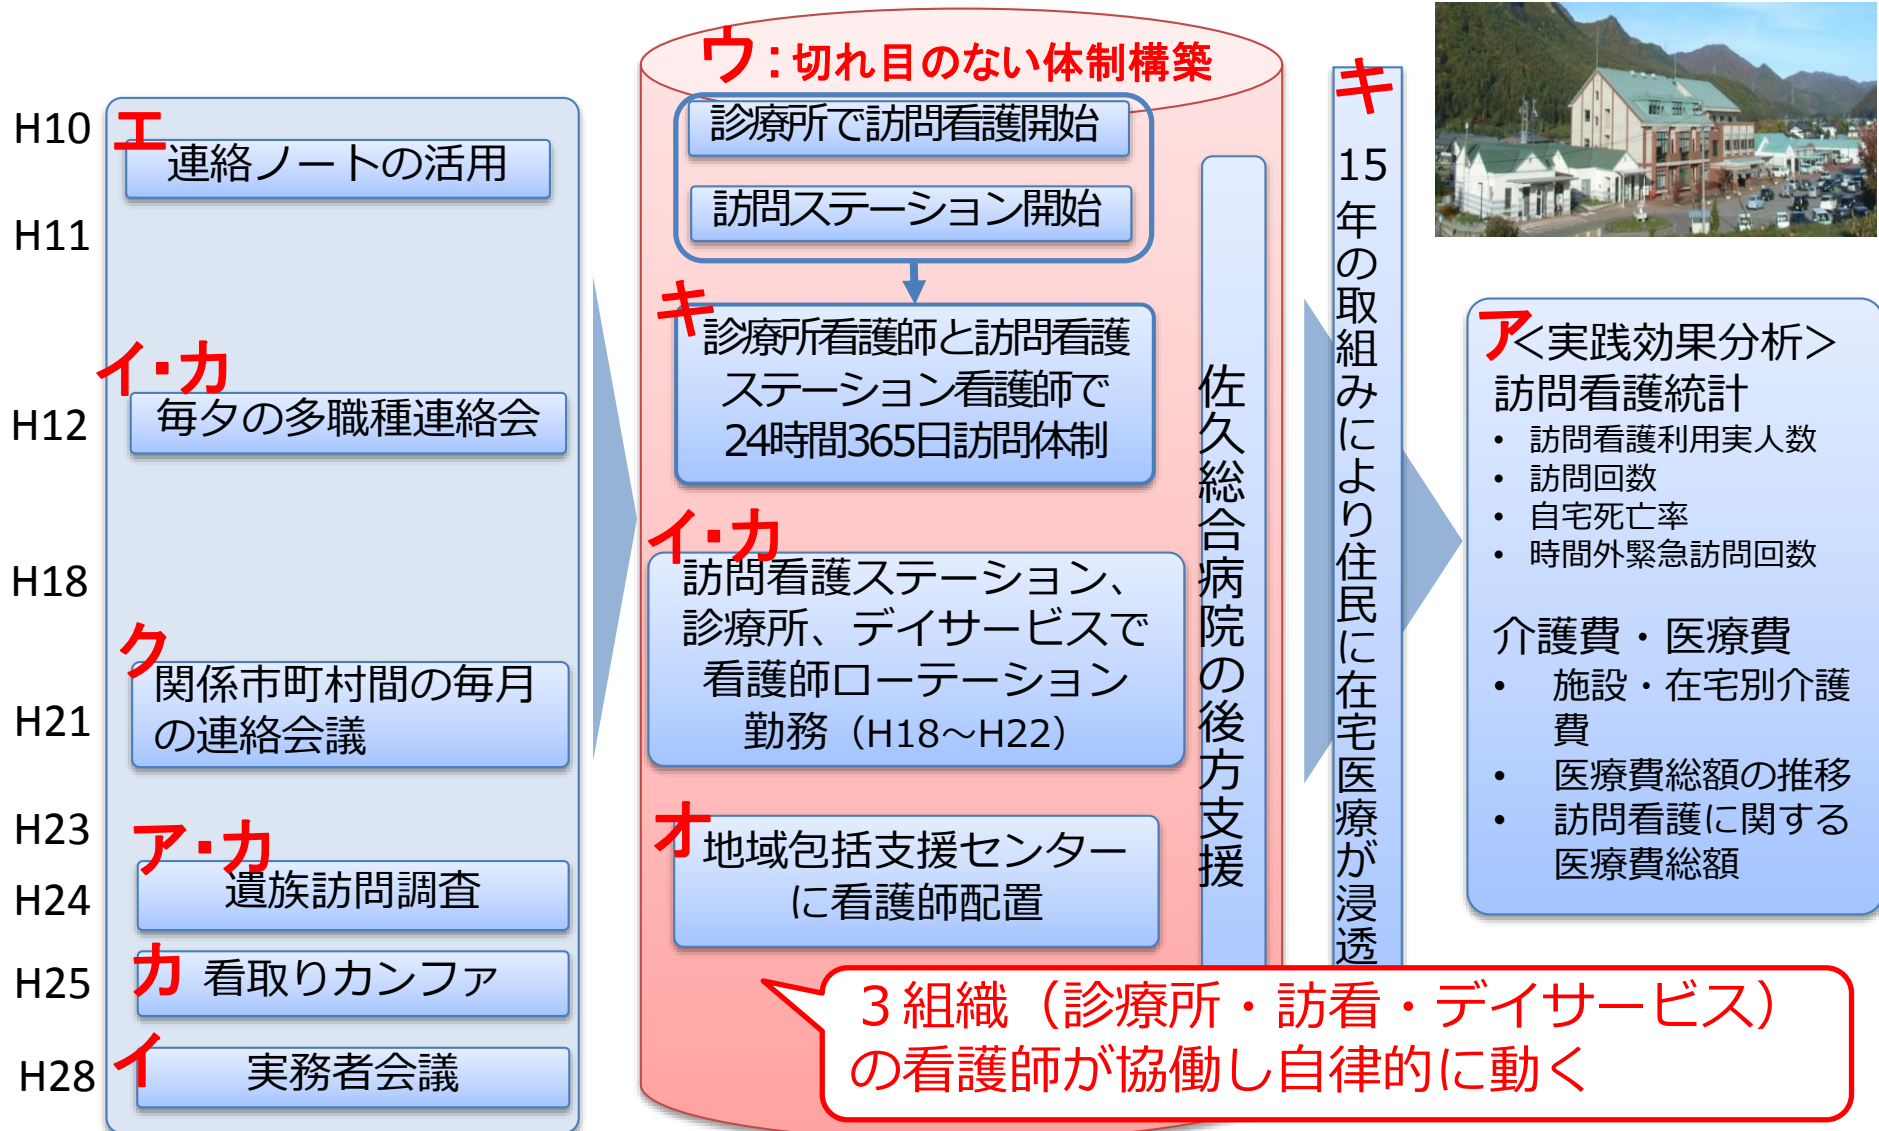 H10
H11
H12
H18
H21
H23
H24
H25
H28
エ
連絡ノートの活用
イ・カ
毎夕の多職種連絡会
ク
関係市町村間の毎月
の連絡会議
ア・カ
遺族訪問調査
カ
看取りカンファ
イ
実務者会議
ウ：切れ目のない体制構築
診療所で訪問看護開始
訪問ステーション開始
キ
診療所看護師と訪問看護
ステーション看護師で
24時間365日訪問体制
イ・カ
訪問看護ステーション、
診療所、デイサービスで
看護師ローテーション
勤務（H18～H22）
オ
地域包括支援センター
に看護師配置
佐久総合病院の後方支援
キ
15年の取組みにより住民に在宅医療が浸透
３組織（診療所・訪看・デイサービス）
の看護師が協働し自律的に動く
ア
＜実践効果分析＞
訪問看護統計
• 訪問看護利用実人数
• 訪問回数
• 自宅死亡率
• 時間外緊急訪問回数
介護費・医療費
• 施設・在宅別介護
費
• 医療費総額の推移
• 訪問看護に関する
医療費総額